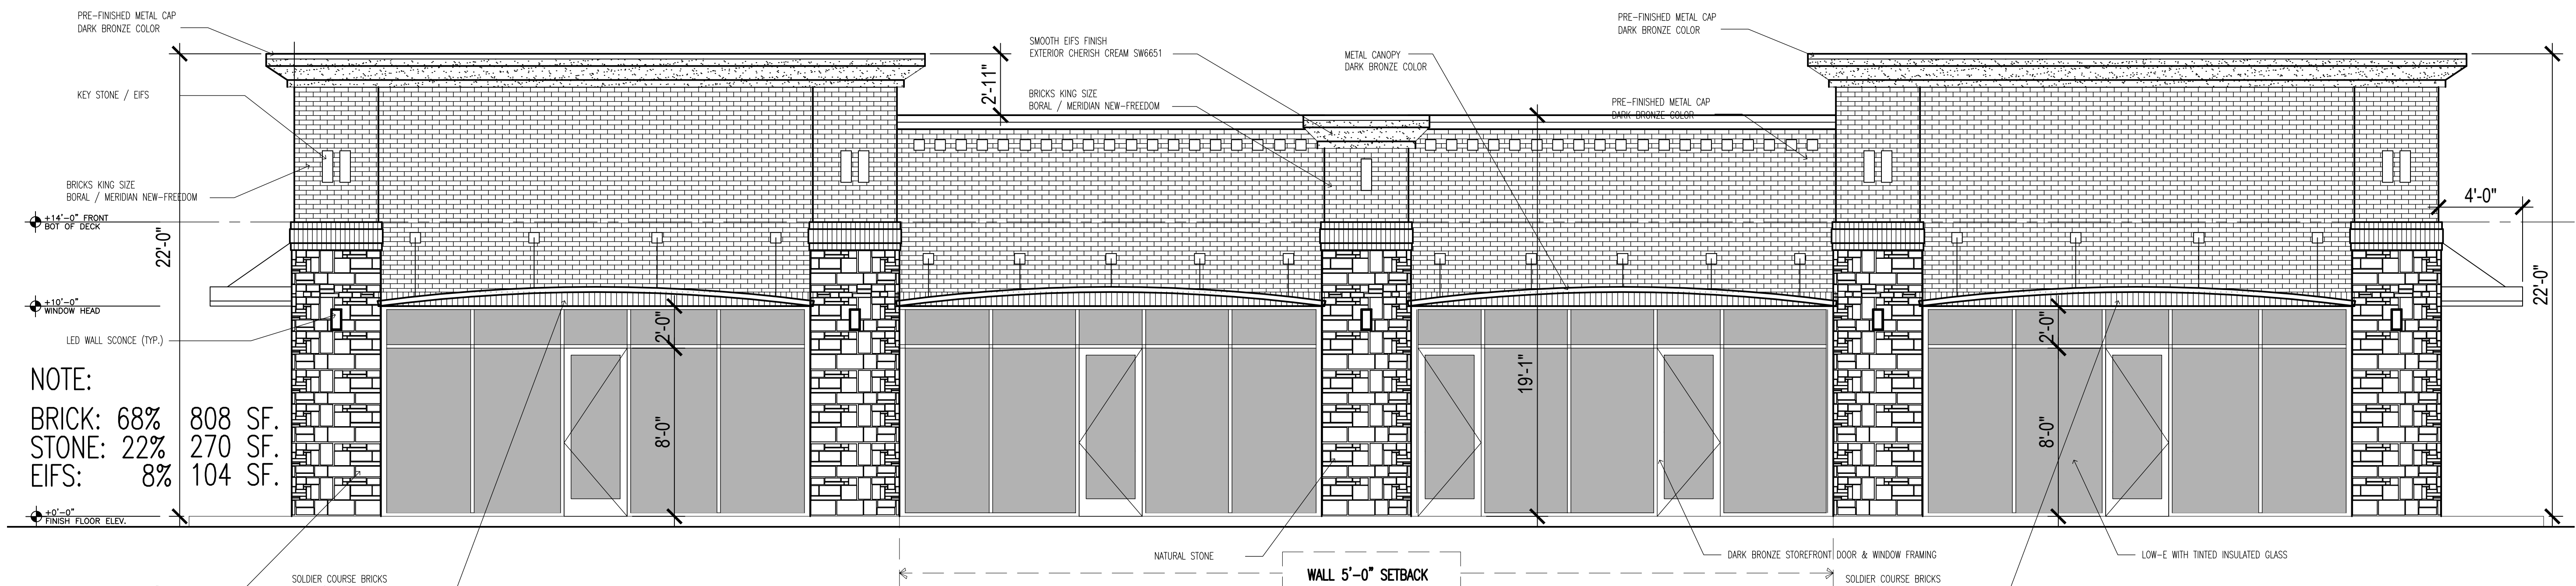 PRE-FINISHED METAL CAP
DARK BRONZE COLOR
KEY STONE / EIFS
BRICKS KING SIZE
BORAL / MERIDIAN NEW-FREEDOM
+14'-0" FRONT
BOT OF DECK
22'-0"
+10'-0"
WINDOW HEAD
LED WALL SCONCE (TYP.)
NOTE:
BRICK: 68% 808 SF.
STONE: 22% 270 SF.
EIFS: 8% 104 SF.
+0'-0"
FINISH FLOOR ELEV.
SOLDIER COURSE BRICKS
2'-0"
8'-0"
2'-11"
SMOOTH EIFS FINISH
EXTERIOR CHERISH CREAM SW6651
BRICKS KING SIZE
BORAL / MERIDIAN NEW-FREEDOM
METAL CANOPY
DARK BRONZE COLOR
PRE-FINISHED METAL CAP
DARK BRONZE COLOR
PRE-FINISHED METAL CAP
DARK BRONZE COLOR
19'-1"
NATURAL STONE
WALL 5'-0" SETBACK
DARK BRONZE STOREFRONT DOOR & WINDOW FRAMING
SOLDIER COURSE BRICKS
2'-0"
8'-0"
LOW-E WITH TINTED INSULATED GLASS
4'-0"
22'-0"